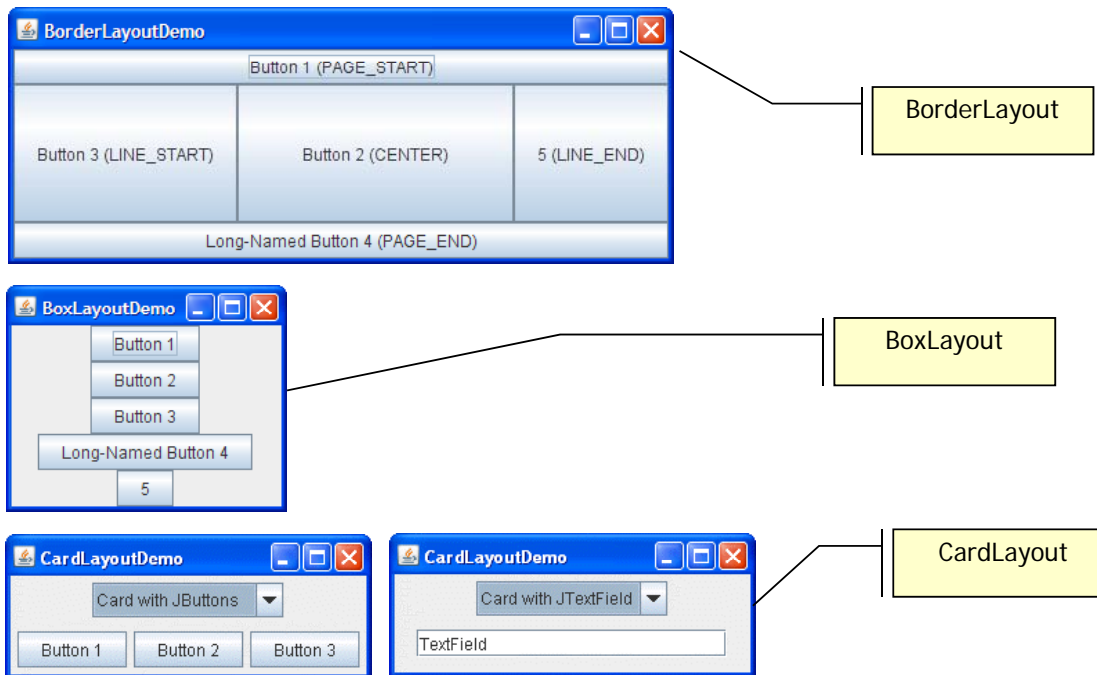 BorderLayoutDemo
Button 1 (PAGE_START)
Button 3 (LINE_START)
Button 2 (CENTER)
5 (LINE_END)
Long-Named Button 4 (PAGE_END)
BorderLayout
BoxLayoutDemo
Button 1
Button 2
Button 3
Long-Named Button 4
5
BoxLayout
CardLayoutDemo
Card with JButtons
Button 1
Button 2
Button 3
CardLayoutDemo
Card with JTextField
TextField
CardLayout